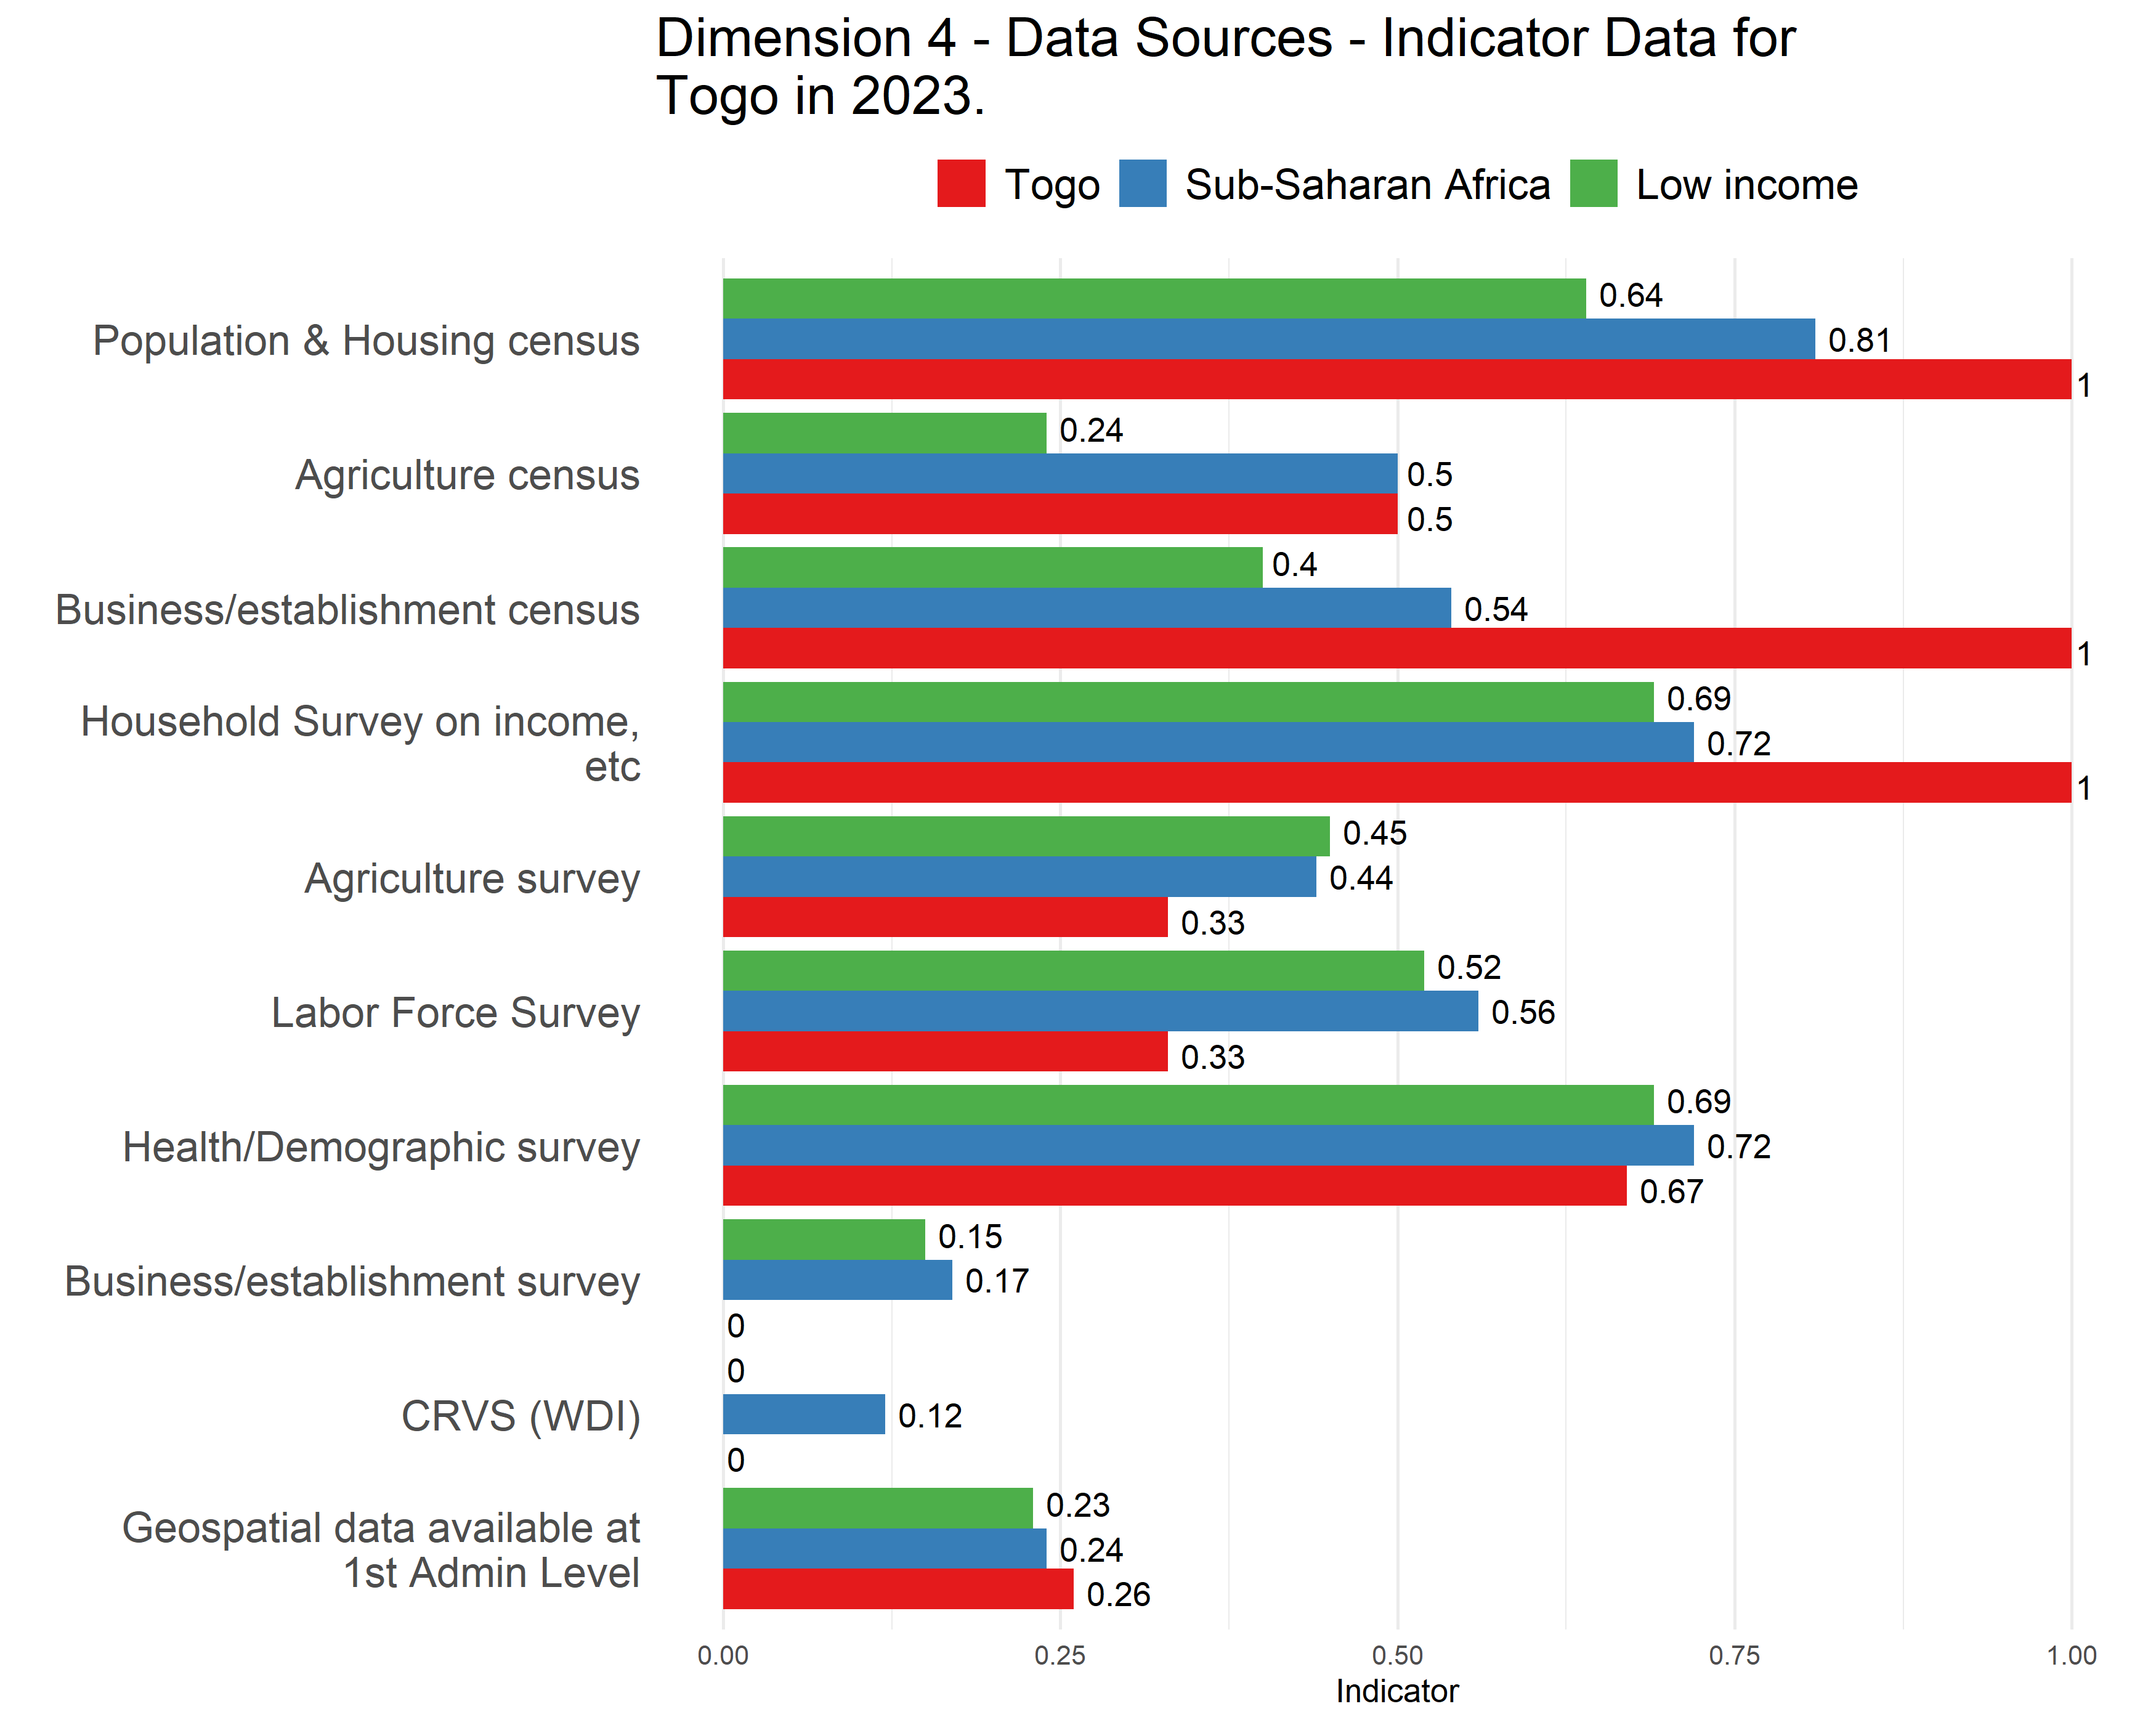 Dimension 4 - Data Sources - Indicator Data for
Togo in 2023.
Togo
Sub-Saharan Africa
Low income
Population & Housing census
0.64
0.81
1
Agriculture census
0.24
0.5
0.5
Business/establishment census
0.4
0.54
1
Household Survey on income,
etc
0.69
0.72
1
Agriculture survey
0.45
0.44
0.33
Labor Force Survey
0.52
0.56
0.33
Health/Demographic survey
0.69
0.72
0.67
Business/establishment survey
0.15
0.17
0
CRVS (WDI)
0
0.12
0
Geospatial data available at
1st Admin Level
0.23
0.24
0.26
0.00
0.25
0.50
0.75
1.00
Indicator